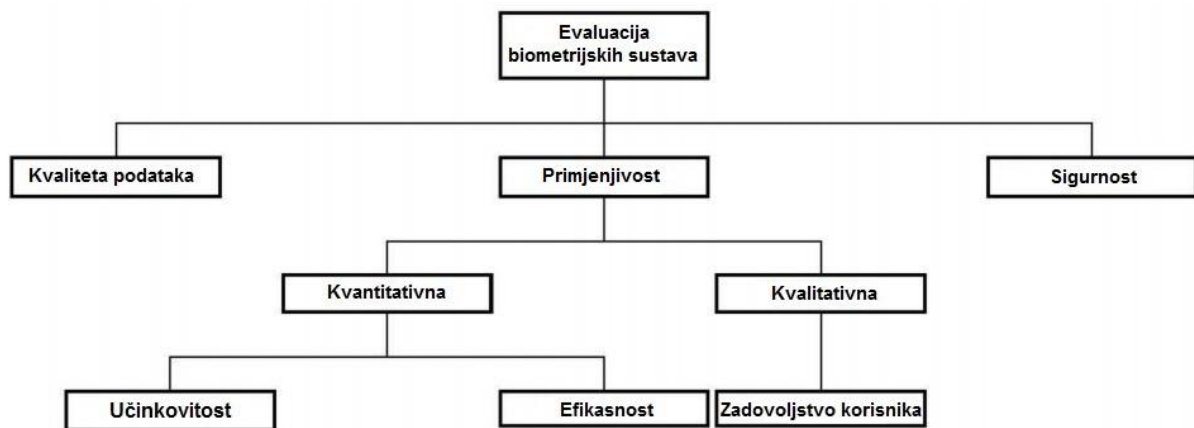 Evaluacija
biometrijskih sustava
Kvaliteta podataka
Primjenjivost
Sigurnost
Kvantitativna
Kvalitativna
Učinkovitost
Efikasnost
Zadovoljstvo korisnika